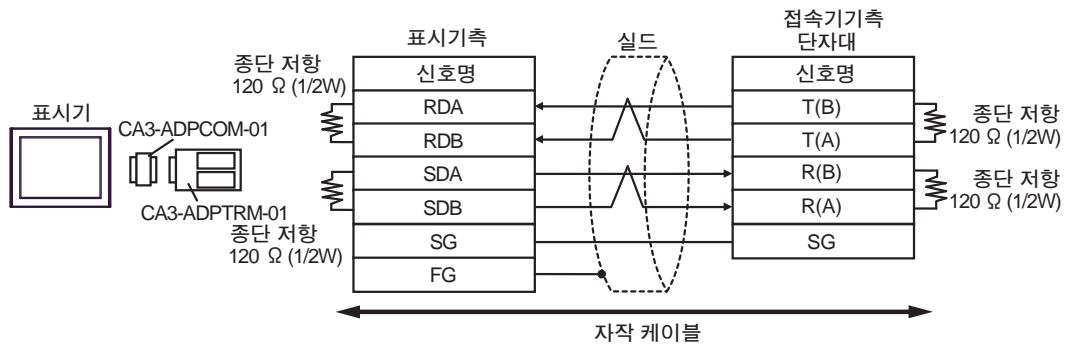 표시기
CA3-ADPCOM-01
CA3-ADPTRM-01
종단 저항
120 Ω (1/2W)
종단 저항
120 Ω (1/2W)
표시기측
신호명
RDA
RDB
SDA
SDB
SG
FG
실드
접속기기측
단자대
신호명
T(B)
T(A)
R(B)
R(A)
SG
종단 저항
120 Ω (1/2W)
종단 저항
120 Ω (1/2W)
자작 케이블